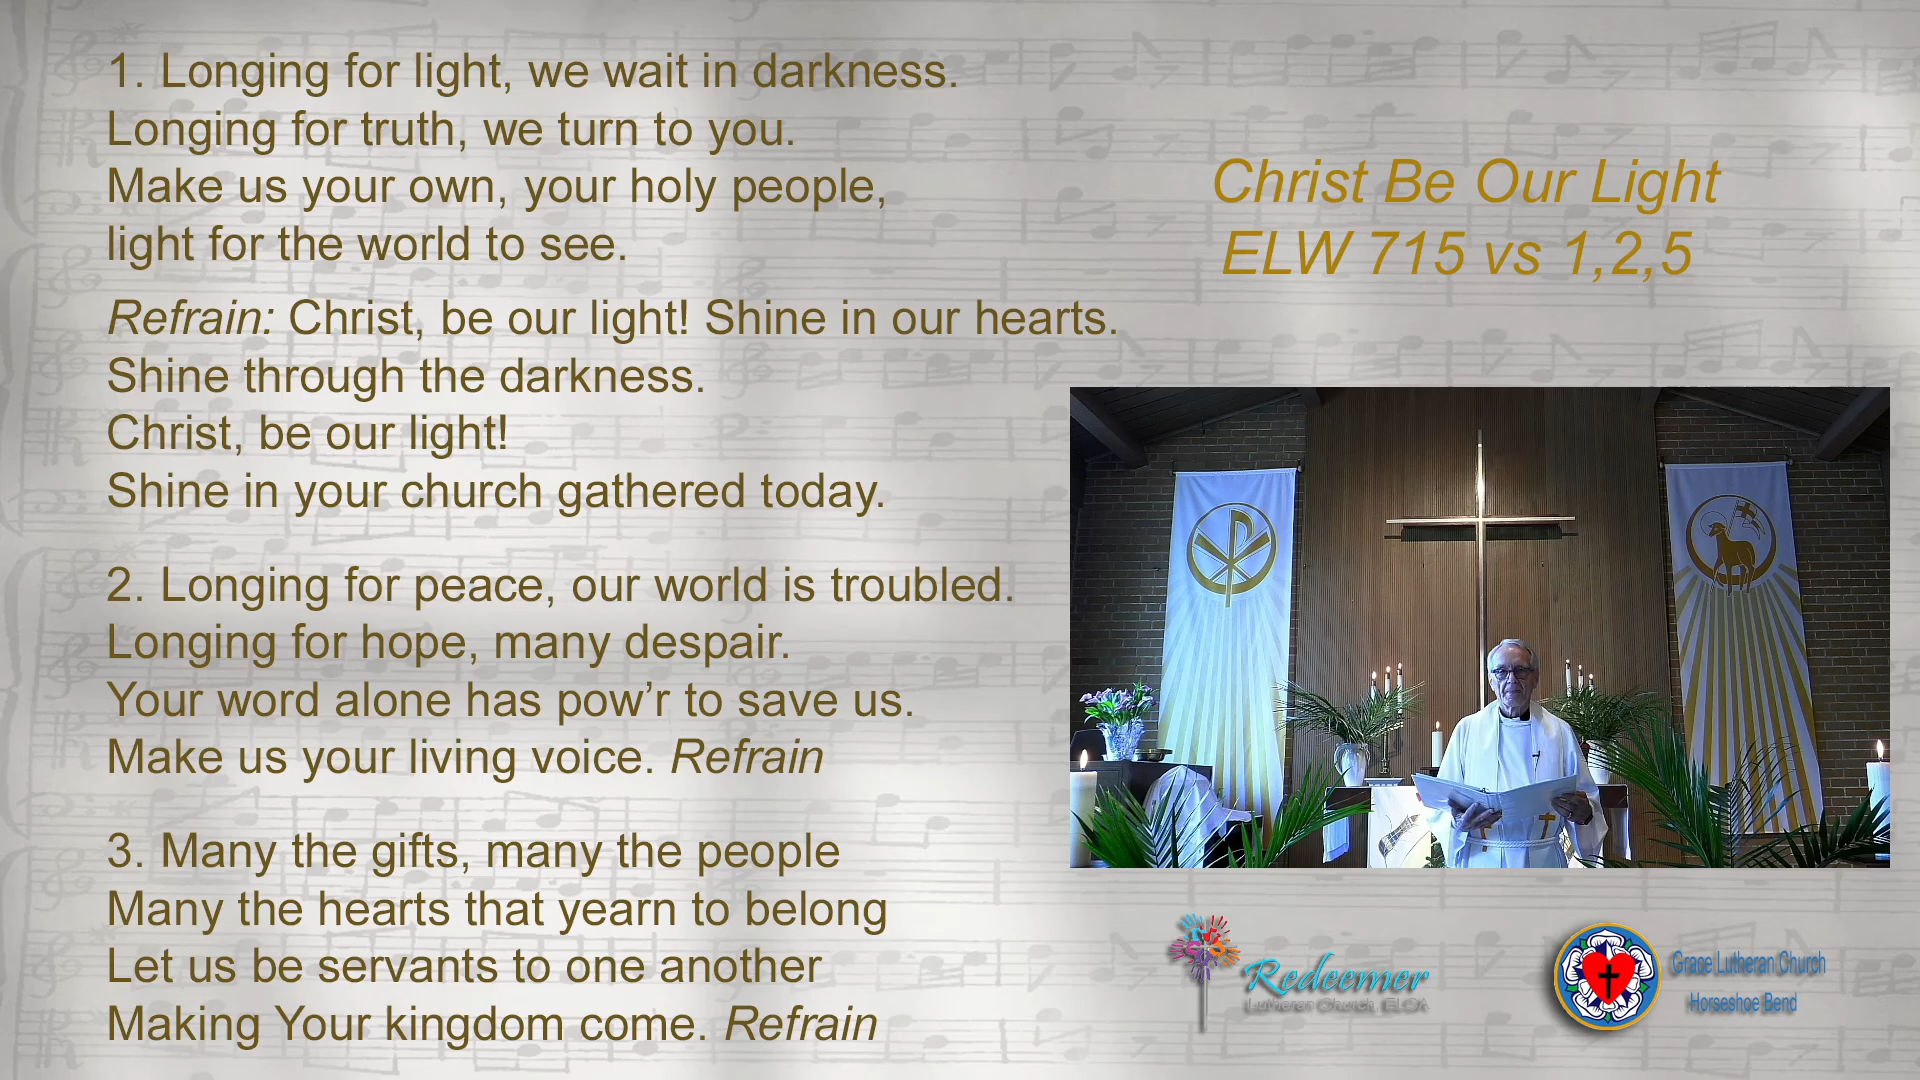 1. Longing for light, we wait in darkness.
Longing for truth, we turn to you.
Make us your own, your holy people,
light for the world to see.
Refrain: Christ, be our light! Shine in our hearts.
Shine through the darkness.
Christ, be our light!
Shine in your church gathered today.
2. Longing for peace, our world is troubled.
Longing for hope, many despair.
Your word alone has pow’r to save us.
Make us your living voice. Refrain
3. Many the gifts, many the people
Many the hearts that yearn to belong
Let us be servants to one another
Making Your kingdom come. Refrain
Christ Be Our Light
ELW 715 vs 1,2,5
Redeemer
Lutheran Church, ELCA
Grace Lutheran Church
Horseshoe Bend